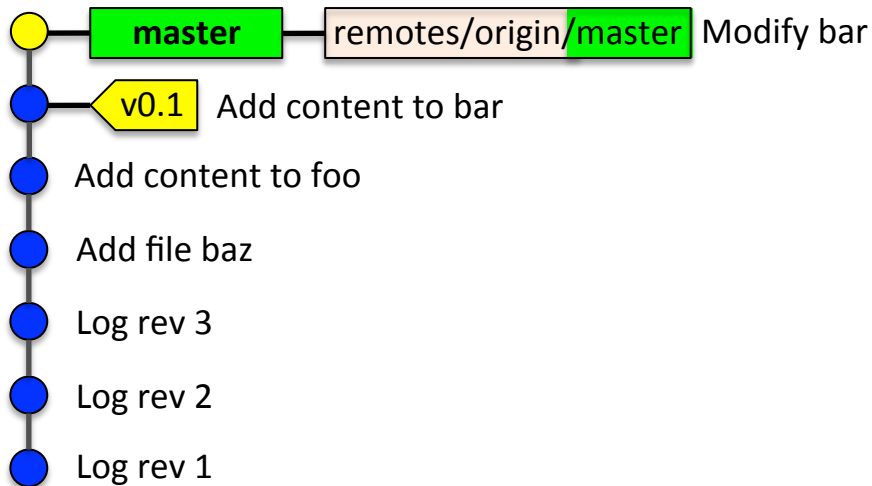 master remotes/origin/master Modify bar
v0.1 Add content to bar
Add content to foo
Add file baz
Log rev 3
Log rev 2
Log rev 1